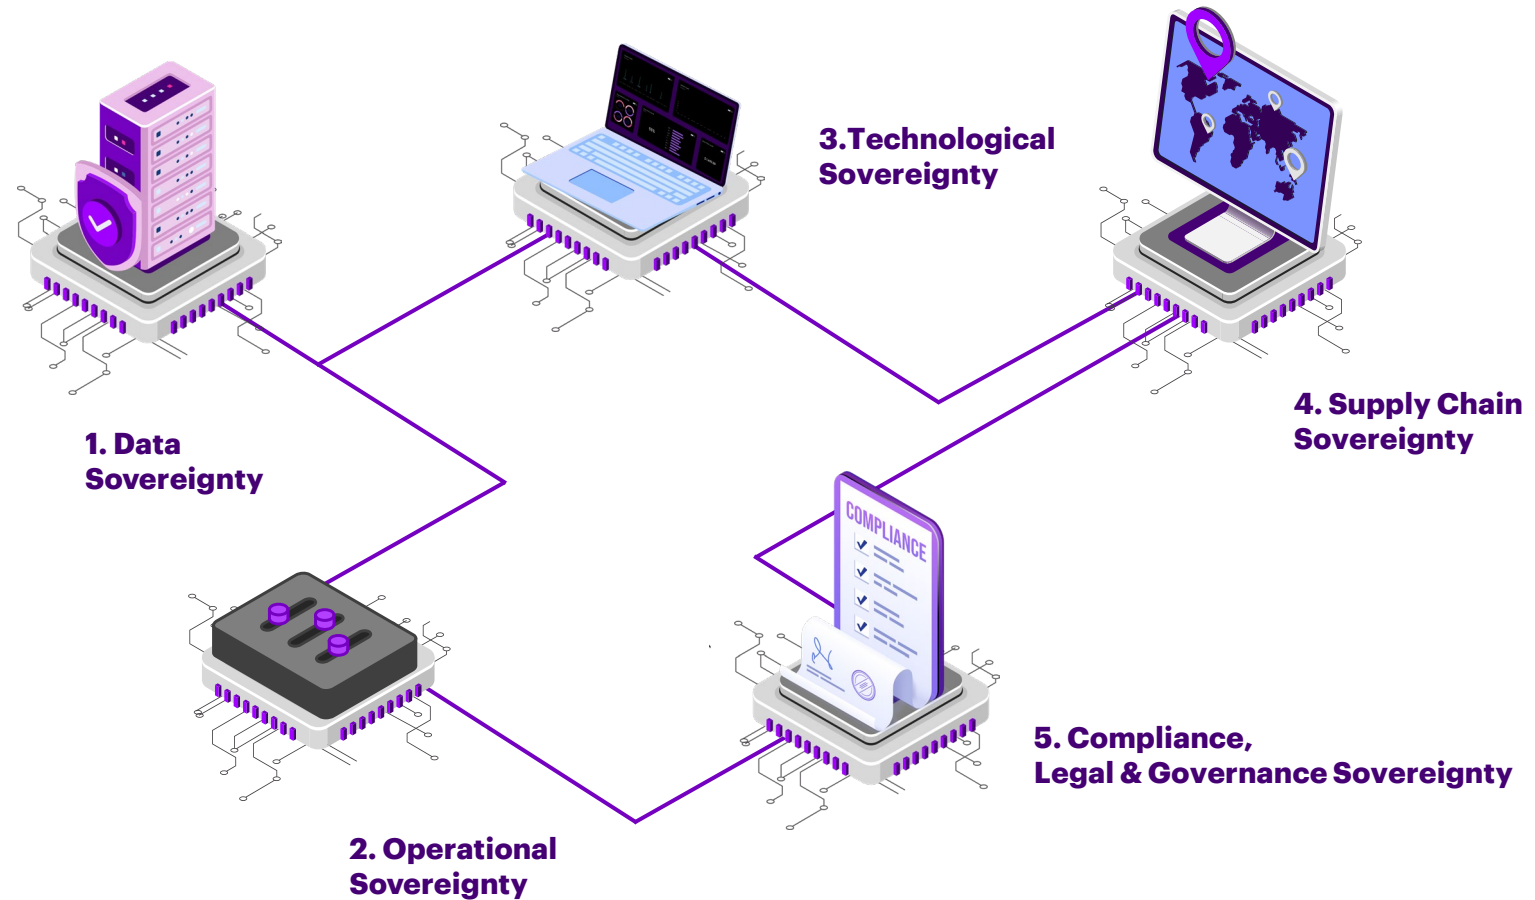 1. Data
Sovereignty
2. Operational
Sovereignty
3.Technological
Sovereignty
4. Supply Chain
Sovereignty
COMPLIANCE
5. Compliance,
Legal & Governance Sovereignty